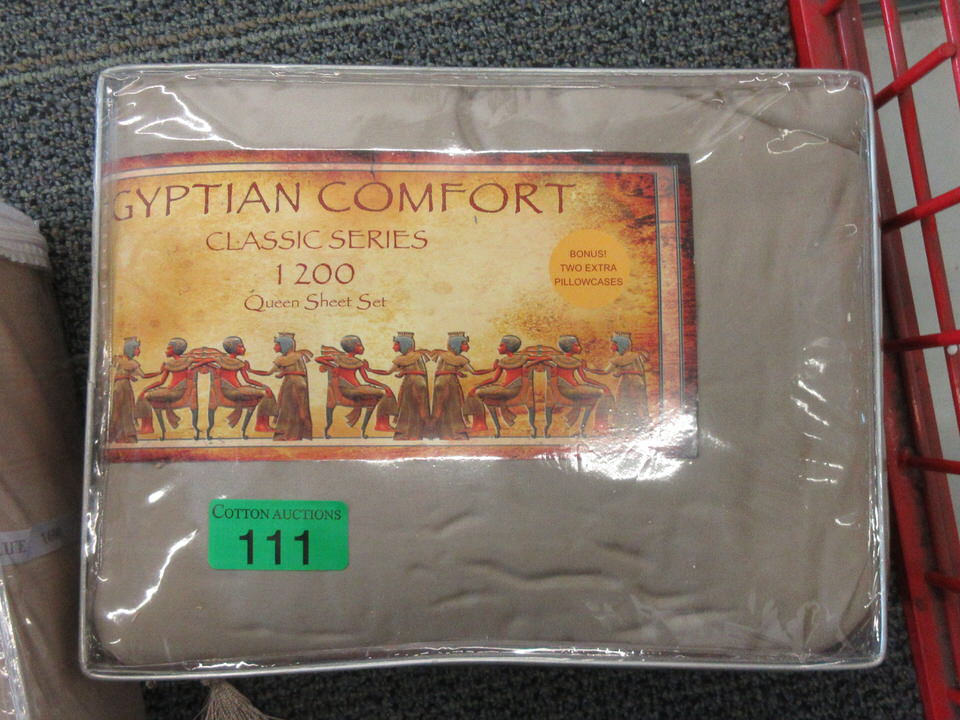 GYPTIAN COMFORT
CLASSIC SERIES
1200
Queen Sheet Set
BONUS!
TWO EXTRA
PILLOWCASES
COTTON AUCTIONS
111